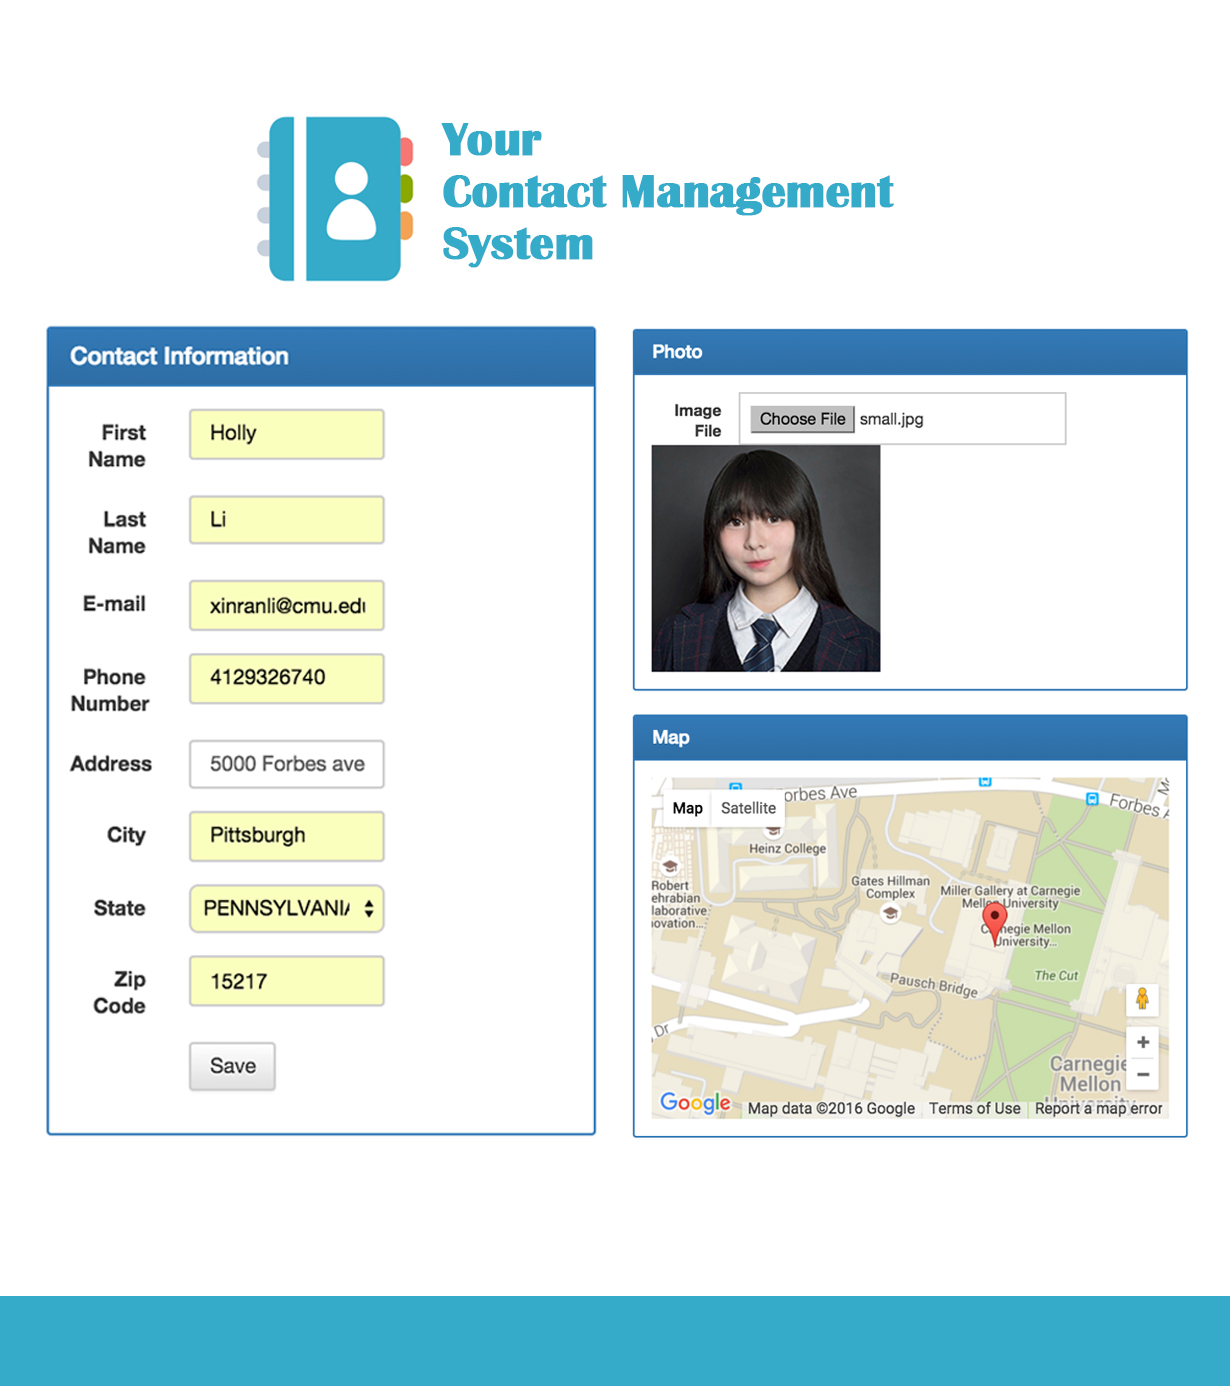 Your
Contact Management
System
Contact Information
First
Name
Holly
Last
Name
Li
E-mail
xinranli@cmu.edu
Phone
Number
4129326740
Address
5000 Forbes ave
City
Pittsburgh
State
PENNSYLVANIA
Zip
Code
15217
Save
Photo
Image
File
Choose File small.jpg
Map
Map Satellite
Forbes Ave
Forbes A
Heinz College
Robert
ehrabian
laborative
ovation...
Gates Hillman
Complex
Miller Gallery at Carnegie
Mellon University
Carnegie Mellon
University...
The Cut
Pausch Bridge
Dr
Carnegie
Mellon
University
+
−
Google
Map data ©2016 Google
Terms of Use
Report a map error